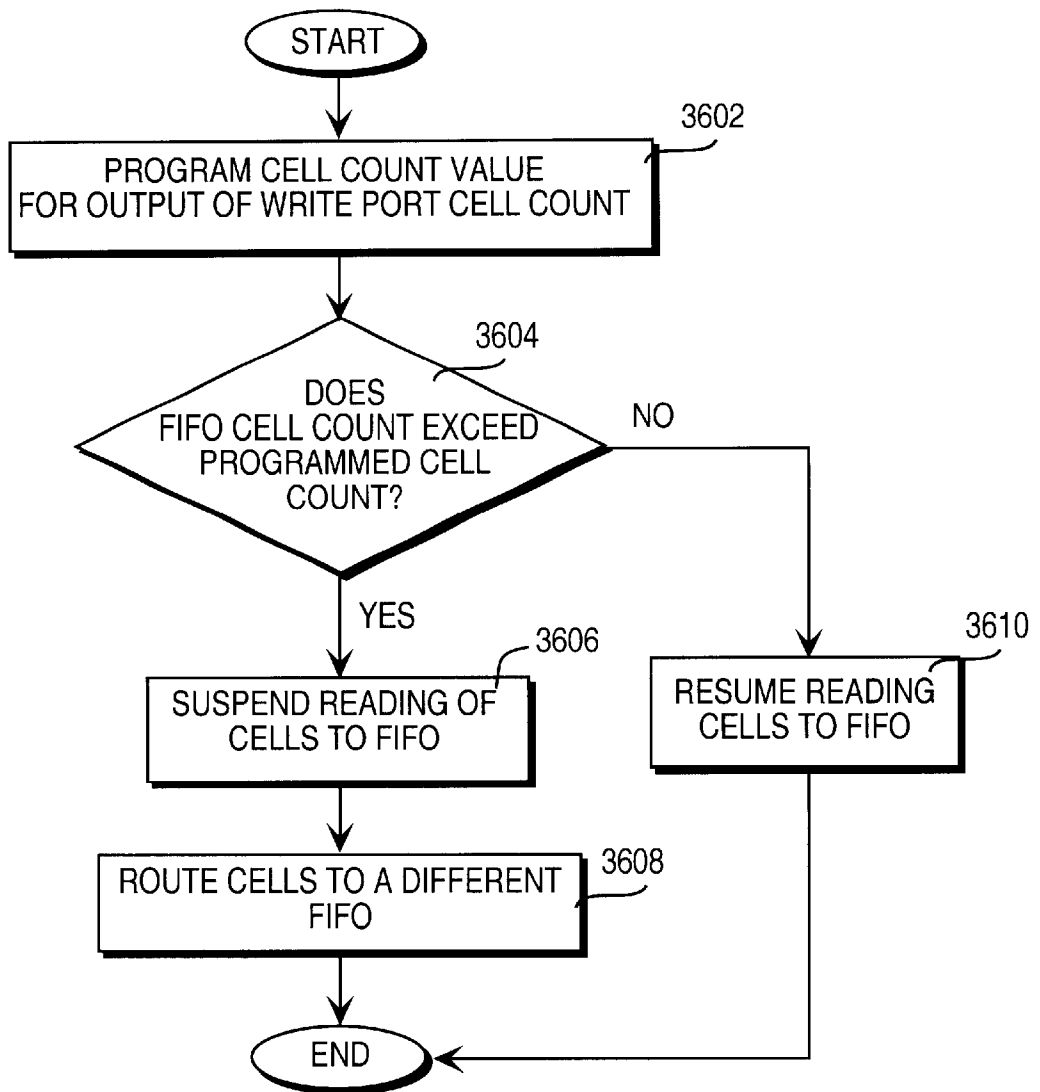 START
3602
PROGRAM CELL COUNT VALUE
FOR OUTPUT OF WRITE PORT CELL COUNT
3604
DOES
FIFO CELL COUNT EXCEED
PROGRAMMED CELL
COUNT?
NO
YES
3606
SUSPEND READING OF
CELLS TO FIFO
3610
RESUME READING
CELLS TO FIFO
3608
ROUTE CELLS TO A DIFFERENT
FIFO
END